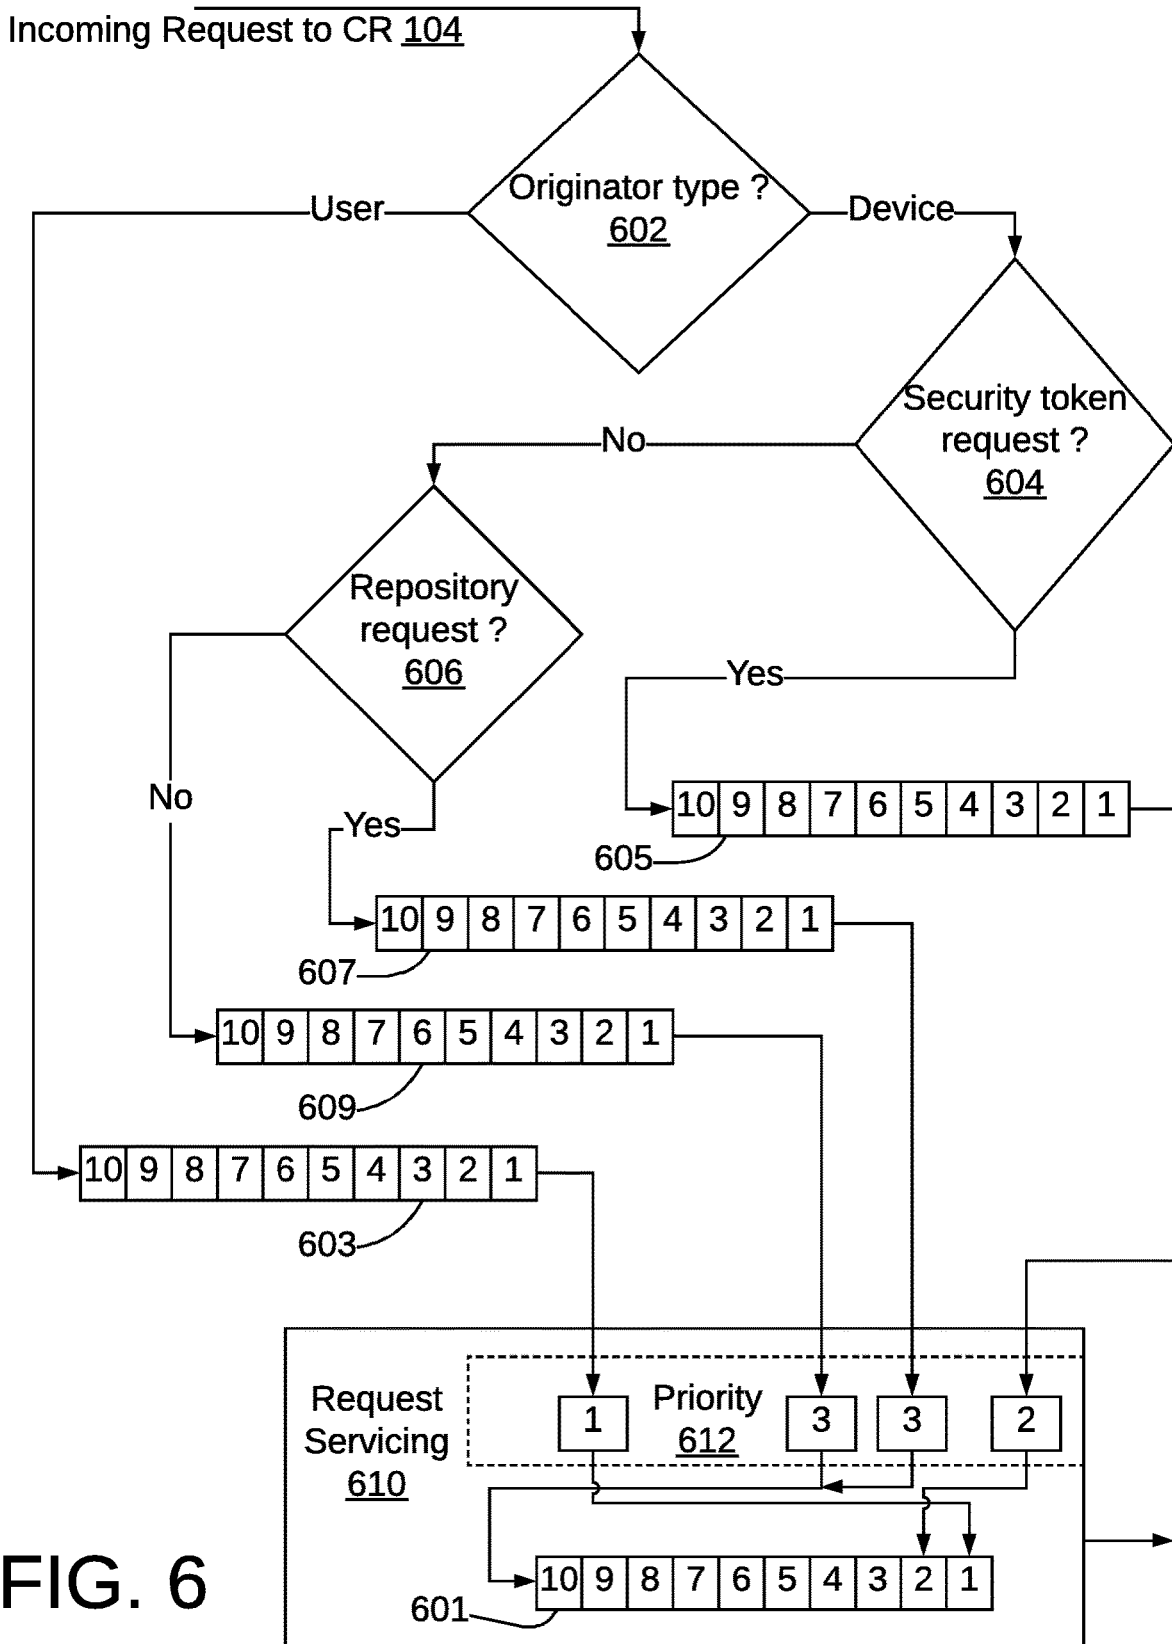 Incoming Request to CR 104
Originator type ?
602
User
Device
Security token
request ?
604
No
Repository
request ?
606
Yes
No
Yes
10 9 8 7 6 5 4 3 2 1
605
10 9 8 7 6 5 4 3 2 1
607
10 9 8 7 6 5 4 3 2 1
609
10 9 8 7 6 5 4 3 2 1
603
Request
Servicing
610
1
Priority
612
3
3
2
10 9 8 7 6 5 4 3 2 1
601
FIG. 6